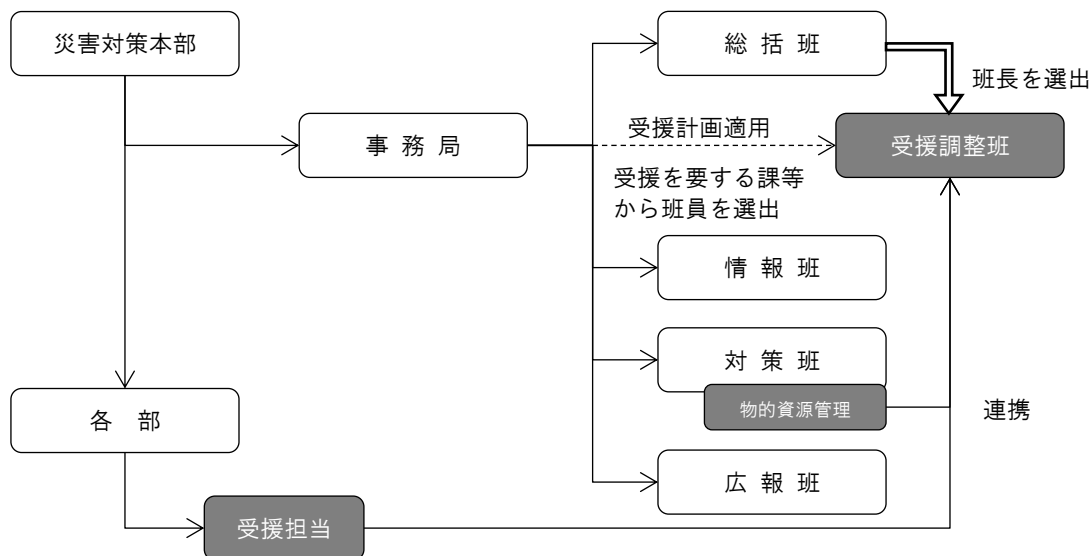 災害対策本部
総 括 班
班長を選出
事 務 局
受援計画適用
受援調整班
受援を要する課等
から班員を選出
情 報 班
対 策 班
物的資源管理
連携
各　部
広 報 班
受援担当